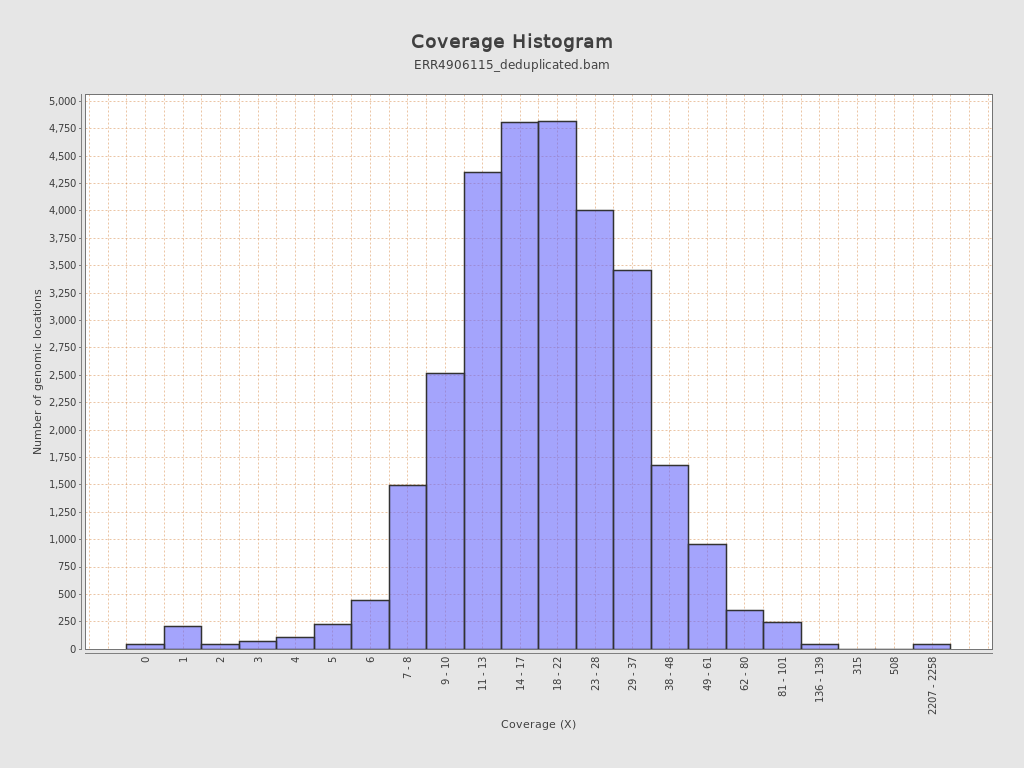 Coverage Histogram
ERR4906115_deduplicated.bam
Number of genomic locations
5,000
4,750
4,500
4,250
4,000
3,750
3,500
3,250
3,000
2,750
2,500
2,250
2,000
1,750
1,500
1,250
1,000
750
500
250
0
0
1
2
3
4
5
6
7 - 8
9 - 10
11 - 13
14 - 17
18 - 22
23 - 28
29 - 37
38 - 48
49 - 61
62 - 80
81 - 101
136 - 139
315
508
2207 - 2258
Coverage (X)